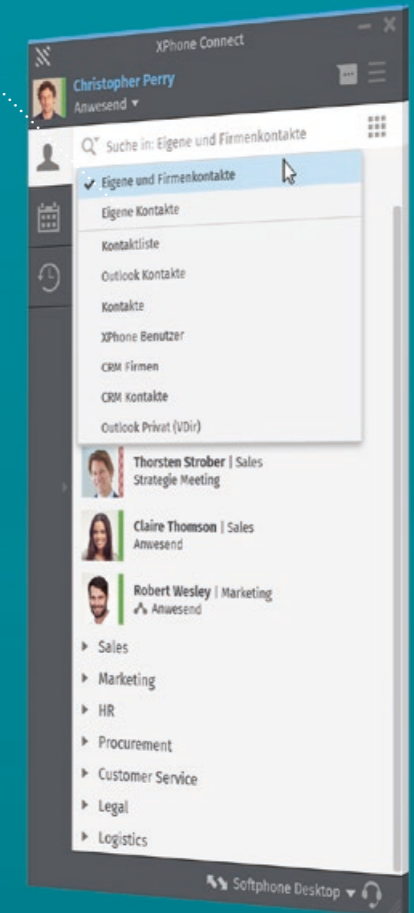 XPhone Connect
Christopher Perry
Anwesend
Suche in: Eigene und Firmenkontakte
Eigene und Firmenkontakte
Eigene Kontakte
Kontaktliste
Outlook Kontakte
Kontakte
XPhone Benutzer
CRM Firmen
CRM Kontakte
Outlook Privat (VDir)
Thorsten Strober | Sales
Strategie Meeting
Claire Thomson | Sales
Anwesend
Robert Wesley | Marketing
Anwesend
Sales
Marketing
HR
Procurement
Customer Service
Legal
Logistics
Softphone Desktop